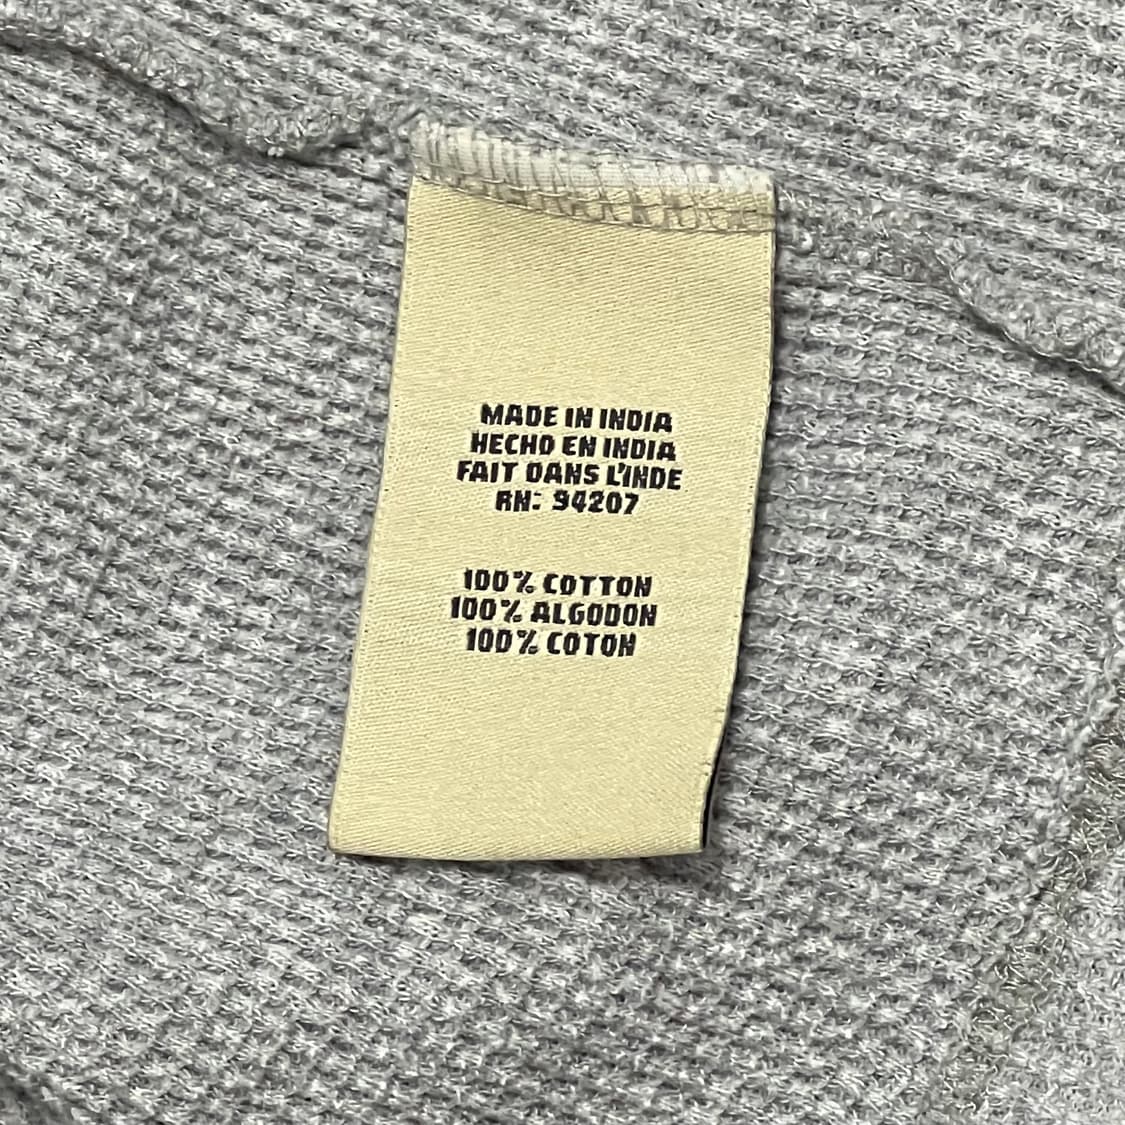 MADE IN INDIA
HECHO EN INDIA
FAIT DANS L'INDE
RN: 94207
100% COTTON
100% ALGODON
100% COTON